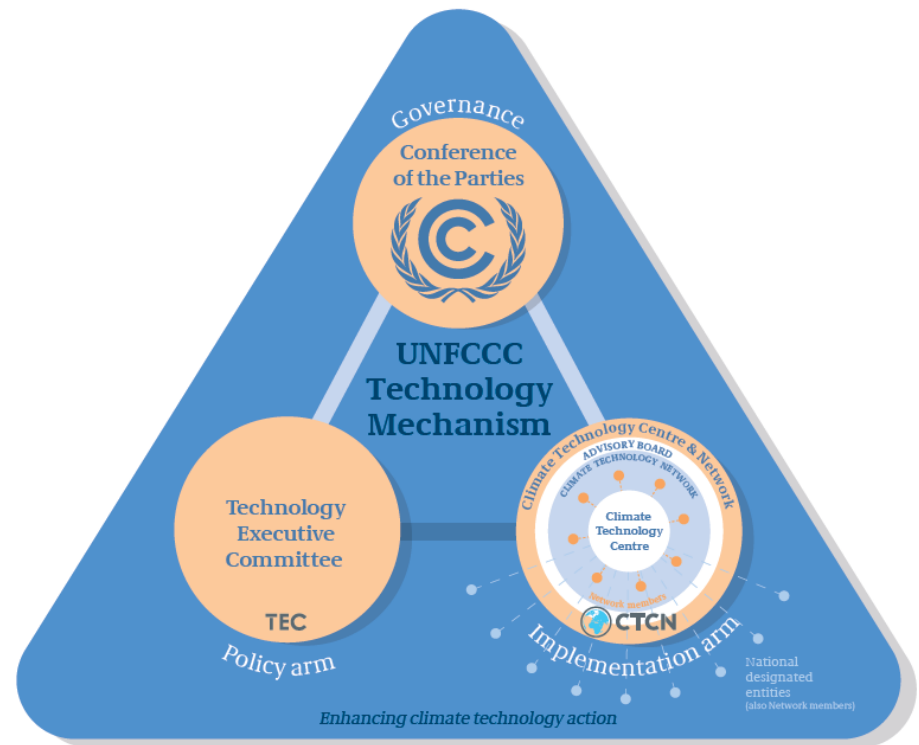 Governance
Conference
of the Parties
UNFCCC
Technology
Mechanism
Technology
Executive
Committee
TEC
Policy arm
Climate Technology Centre & Network
ADVISORY BOARD
CLIMATE TECHNOLOGY NETWORK
Climate
Technology
Centre
Network members
CTCN
Implementation arm
National
designated
entities
(also Network members)
Enhancing climate technology action